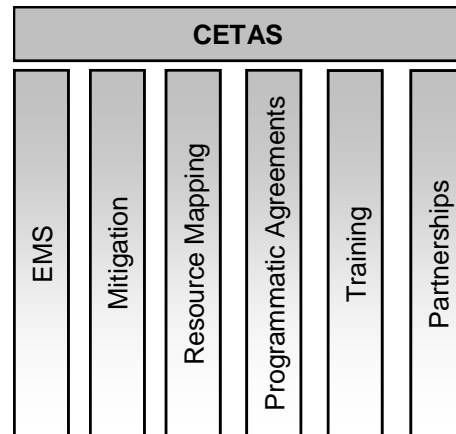 CETAS
EMS
Mitigation
Resource Mapping
Programmatic Agreements
Training
Partnerships